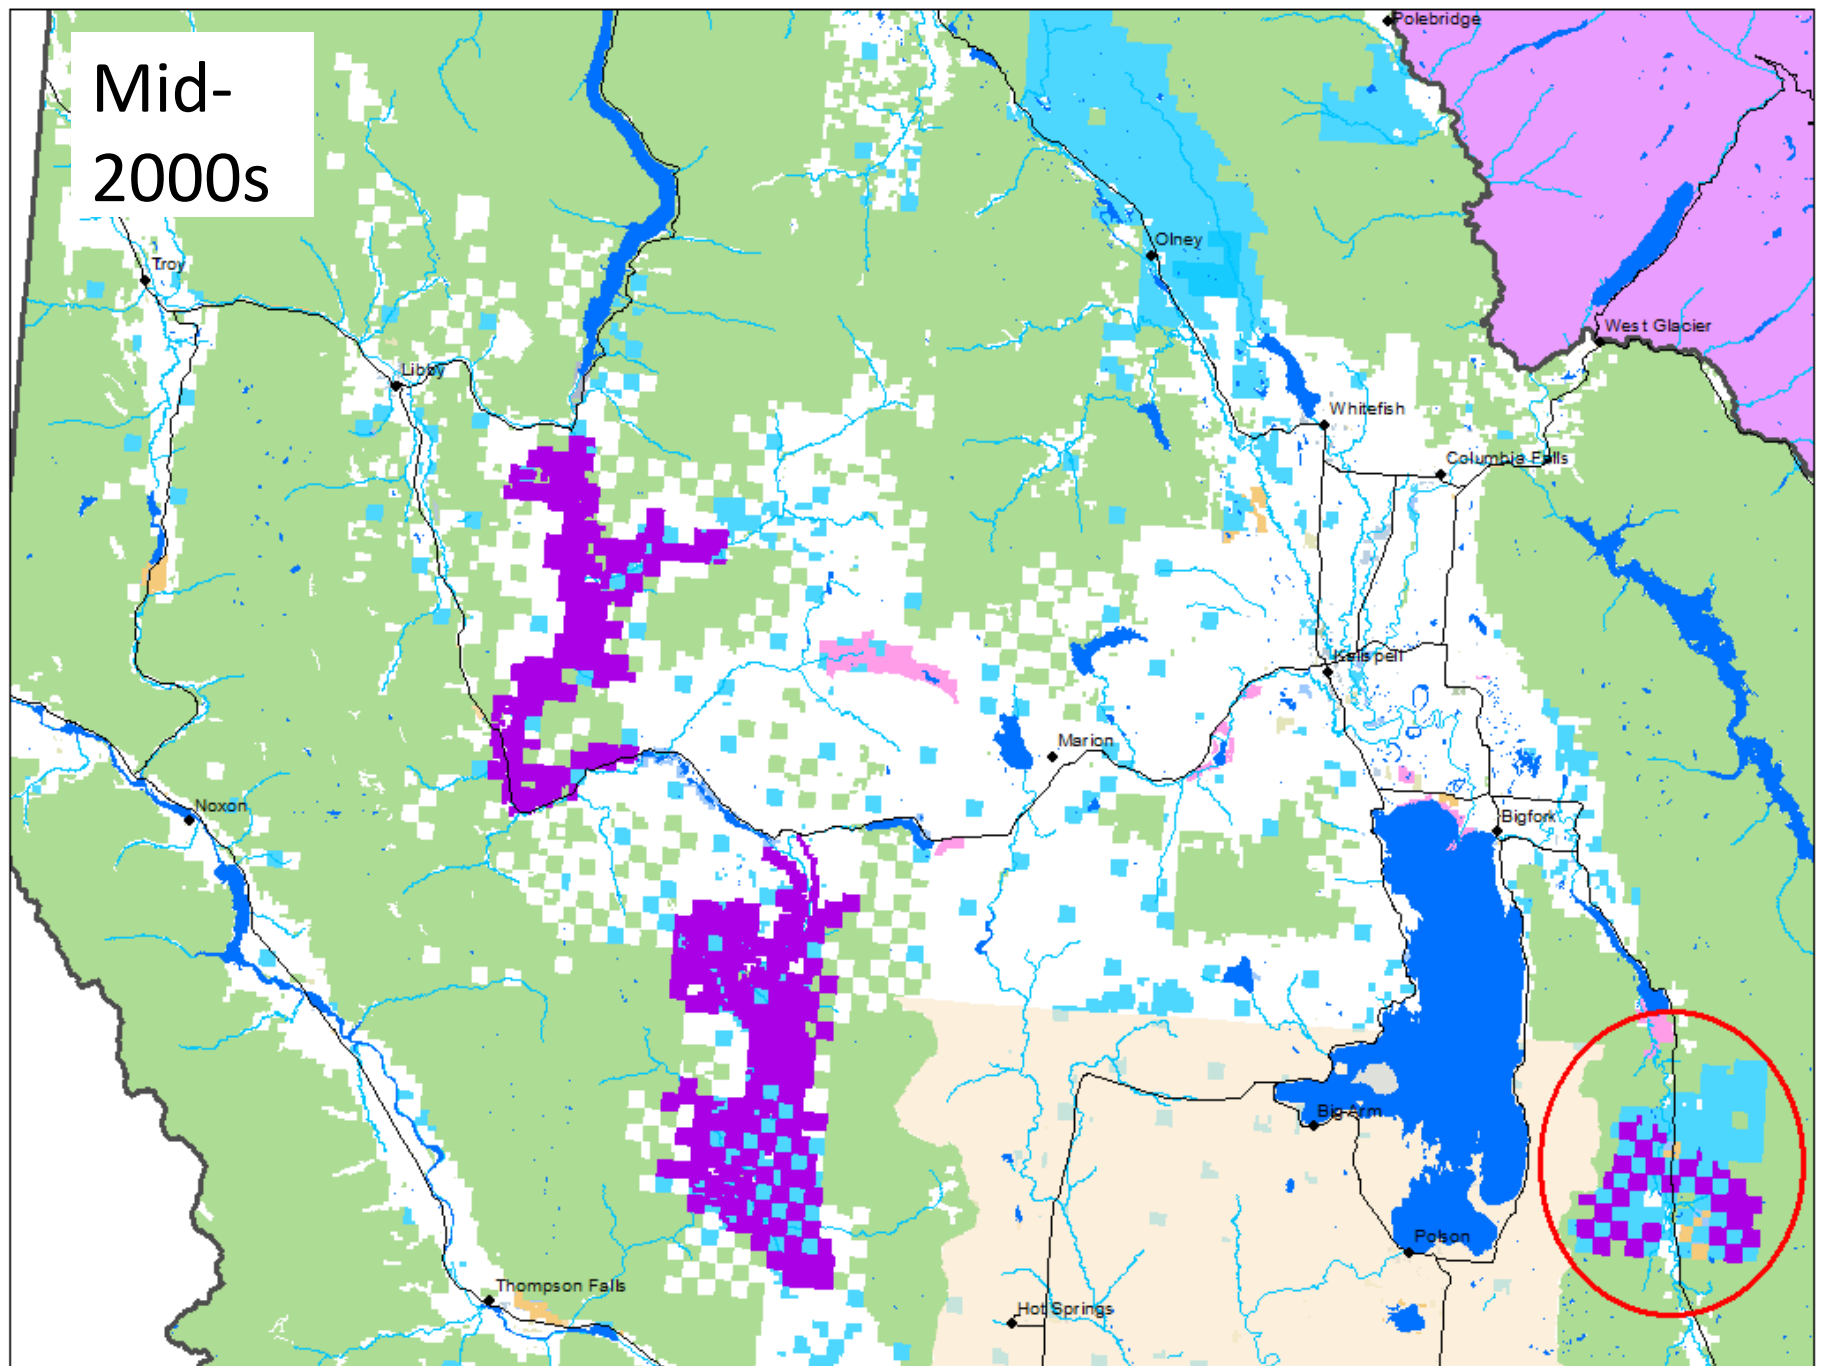 Mid-
2000s
Polebridge
Olney
Troy
West Glacier
Libby
Whitefish
Columbia Falls
Kalispell
Marion
Noxon
Bigfork
Big Arm
Polson
Thompson Falls
Hot Springs